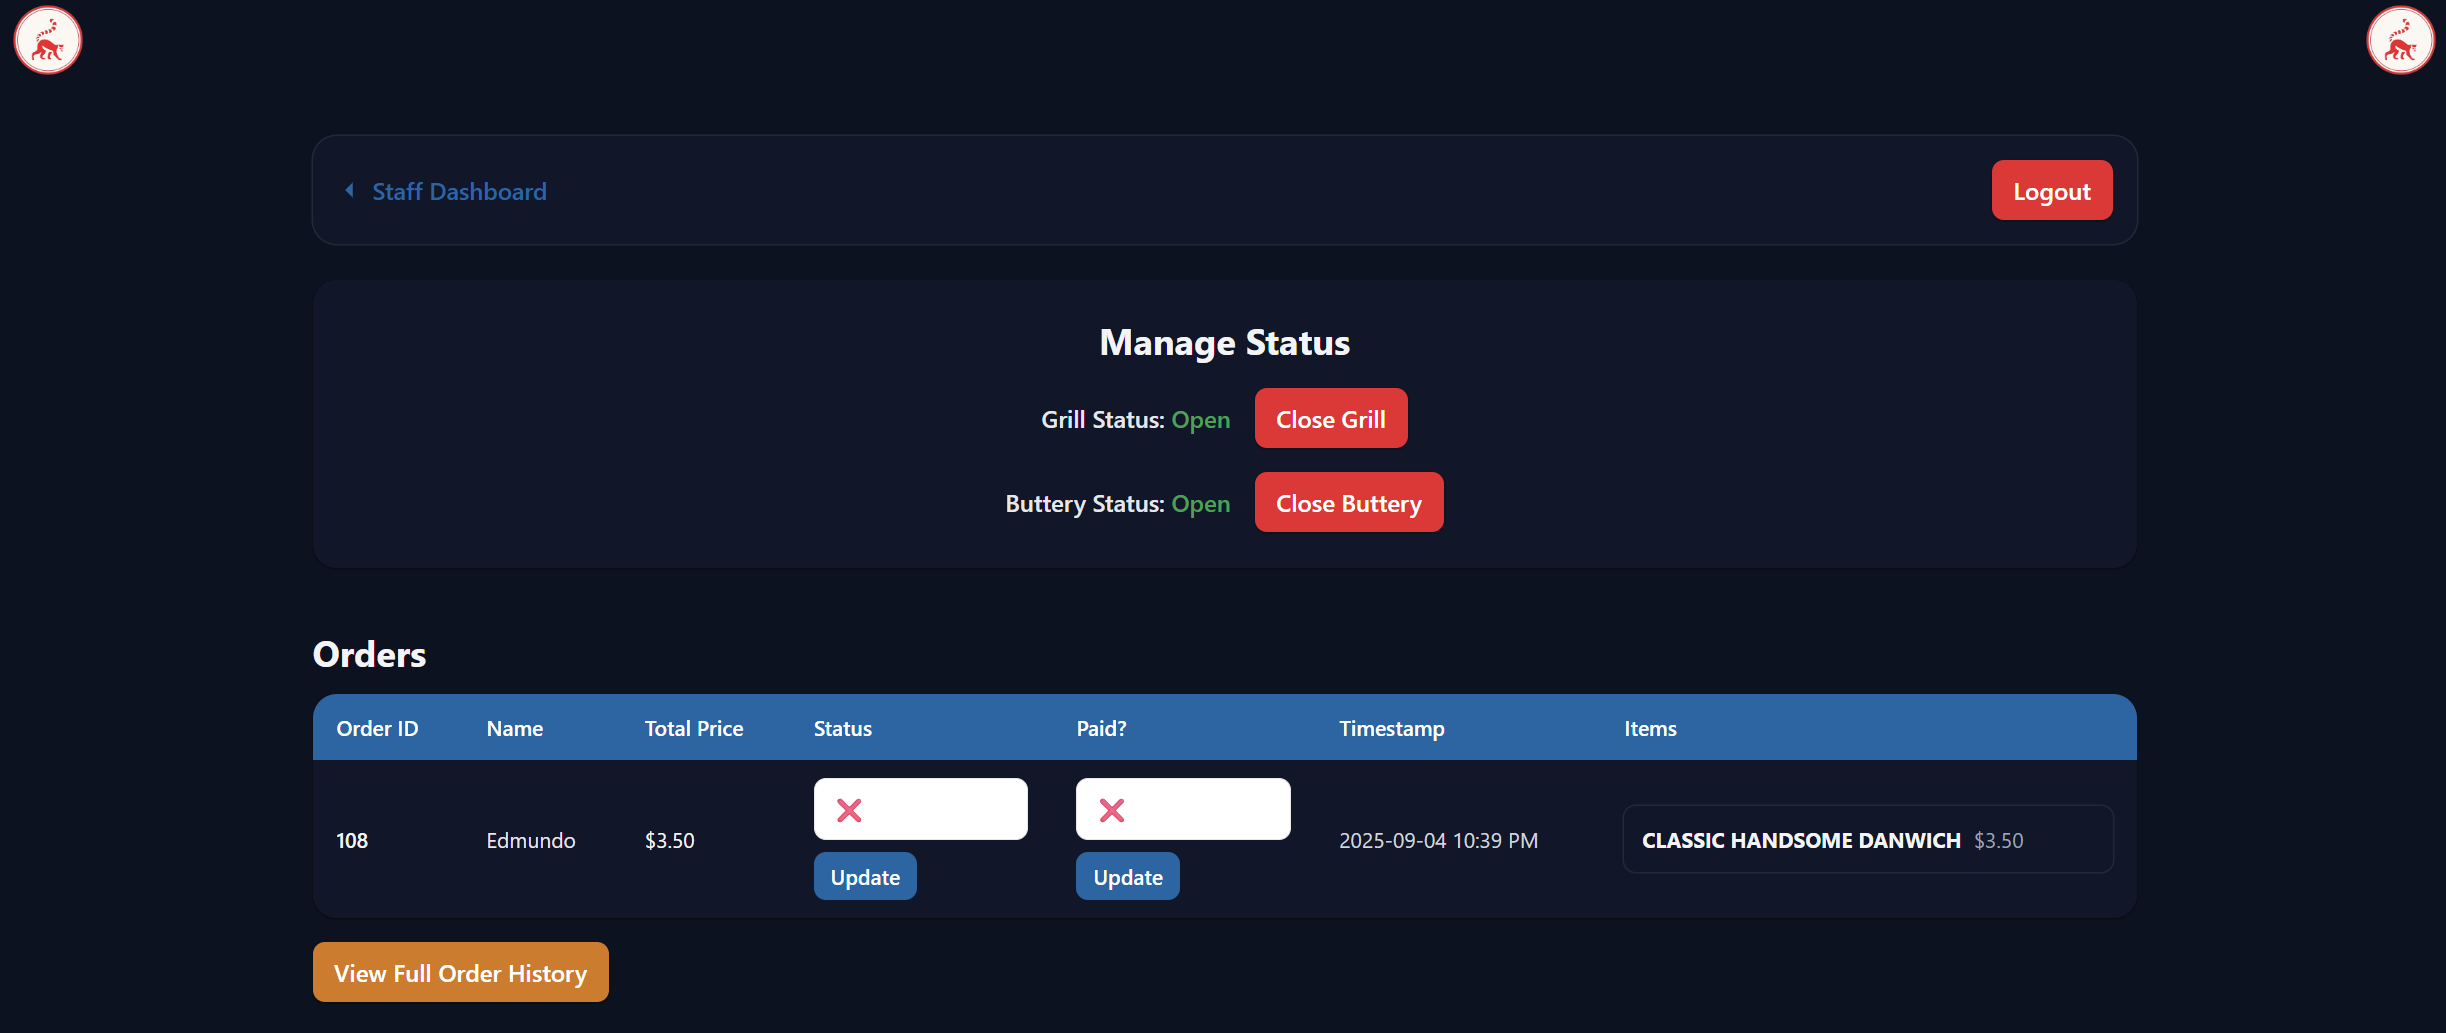 Staff Dashboard
Logout
Manage Status
Grill Status: Open Close Grill
Buttery Status: Open Close Buttery
Orders
Order ID Name Total Price Status Paid? Timestamp Items
108 Edmundo $3.50 ❌ ❌ 2025-09-04 10:39 PM CLASSIC HANDSOME DANWICH $3.50
Update Update
View Full Order History